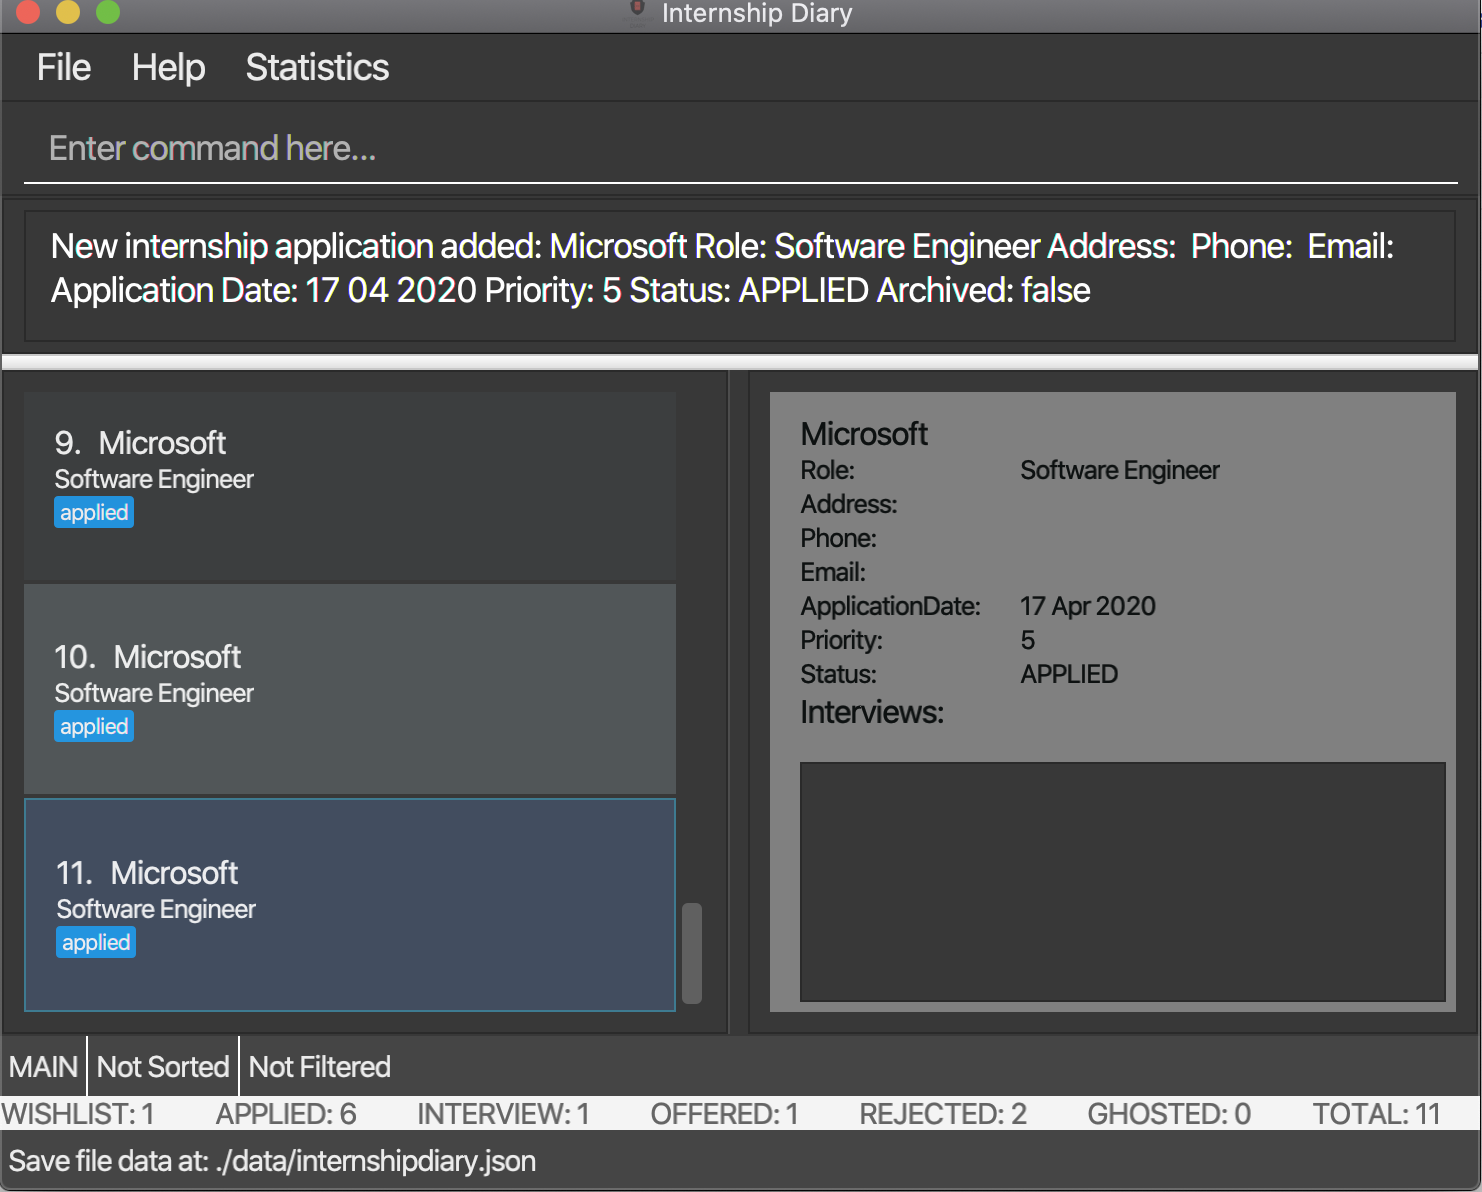 Internship Diary
File Help Statistics
Enter command here...
New internship application added: Microsoft Role: Software Engineer Address:  Phone:  Email:
Application Date: 17 04 2020 Priority: 5 Status: APPLIED Archived: false
9. Microsoft
Software Engineer
applied
10. Microsoft
Software Engineer
applied
11. Microsoft
Software Engineer
applied
Microsoft
Role: Software Engineer
Address:
Phone:
Email:
ApplicationDate: 17 Apr 2020
Priority: 5
Status: APPLIED
Interviews:
MAIN Not Sorted Not Filtered
WISHLIST: 1 APPLIED: 6 INTERVIEW: 1 OFFERED: 1 REJECTED: 2 GHOSTED: 0 TOTAL: 11
Save file data at: ./data/internshipdiary.json